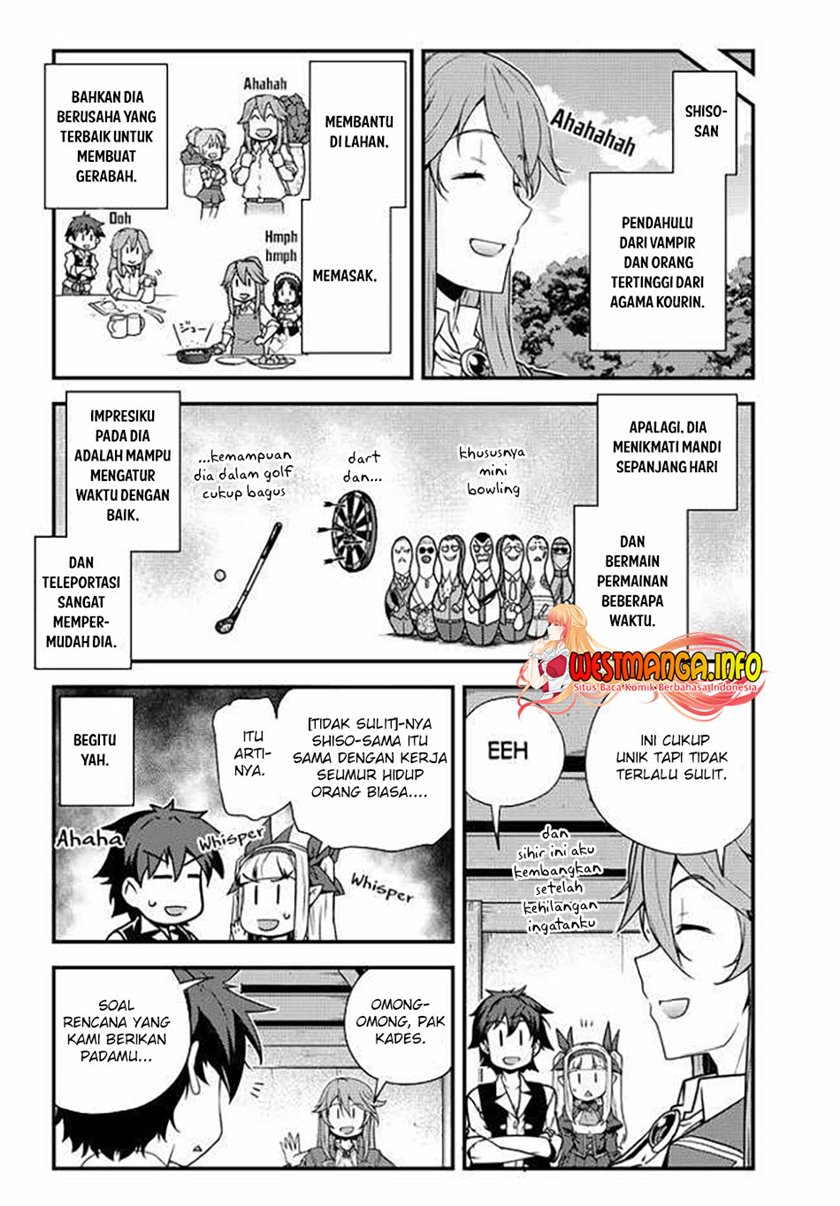 Ahahahah
SHISO-
SAN
PENDAHULU
DARI VAMPIR
DAN ORANG
TERTINGGI DARI
AGAMA KOURIN.
MEMBANTU
DI LAHAN,
MEMASAK.
BAHKAN DIA
BERUSAHA YANG
TERBAIK UNTUK
MEMBUAT
GERABAH.
Ahahah
Ooh
Hmph
hmph
ジュー
APALAGI, DIA
MENIKMATI MANDI
SEPANJANG HARI
DAN
BERMAIN
PERMAINAN
BEBERAPA
WAKTU.
khususnya
mini
bowling
dart
dan...
...kemampuan
dia dalam golf
cukup bagus
IMPRESIKU
PADA DIA
ADALAH MAMPU
MENGATUR
WAKTU DENGAN
BAIK.
DAN
TELEPORTASI
SANGAT
MEMPER-
MUDAH DIA.
WESTMANGA.INFO
Situs Baca Komik Berbahasa Indonesia
INI CUKUP
UNIK TAPI TIDAK
TERLALU SULIT.
EEH
dan
sihir ini aku
kembangkan
setelah
kehilangan
ingatanku
[TIDAK SULIT]-NYA
SHISO-SAMA ITU
SAMA DENGAN KERJA
SEUMUR HIDUP
ORANG BIASA....
ITU
ARTI-
NYA.
BEGITU
YAH.
Ahaha
Whisper
Whisper
OMONG-
OMONG, PAK
KADES.
SOAL
RENCANA YANG
KAMI BERIKAN
PADAMU...